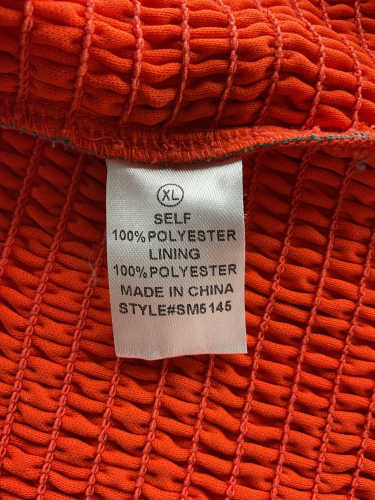 XL
SELF
100% POLYESTER
LINING
100% POLYESTER
MADE IN CHINA
STYLE#SM5145